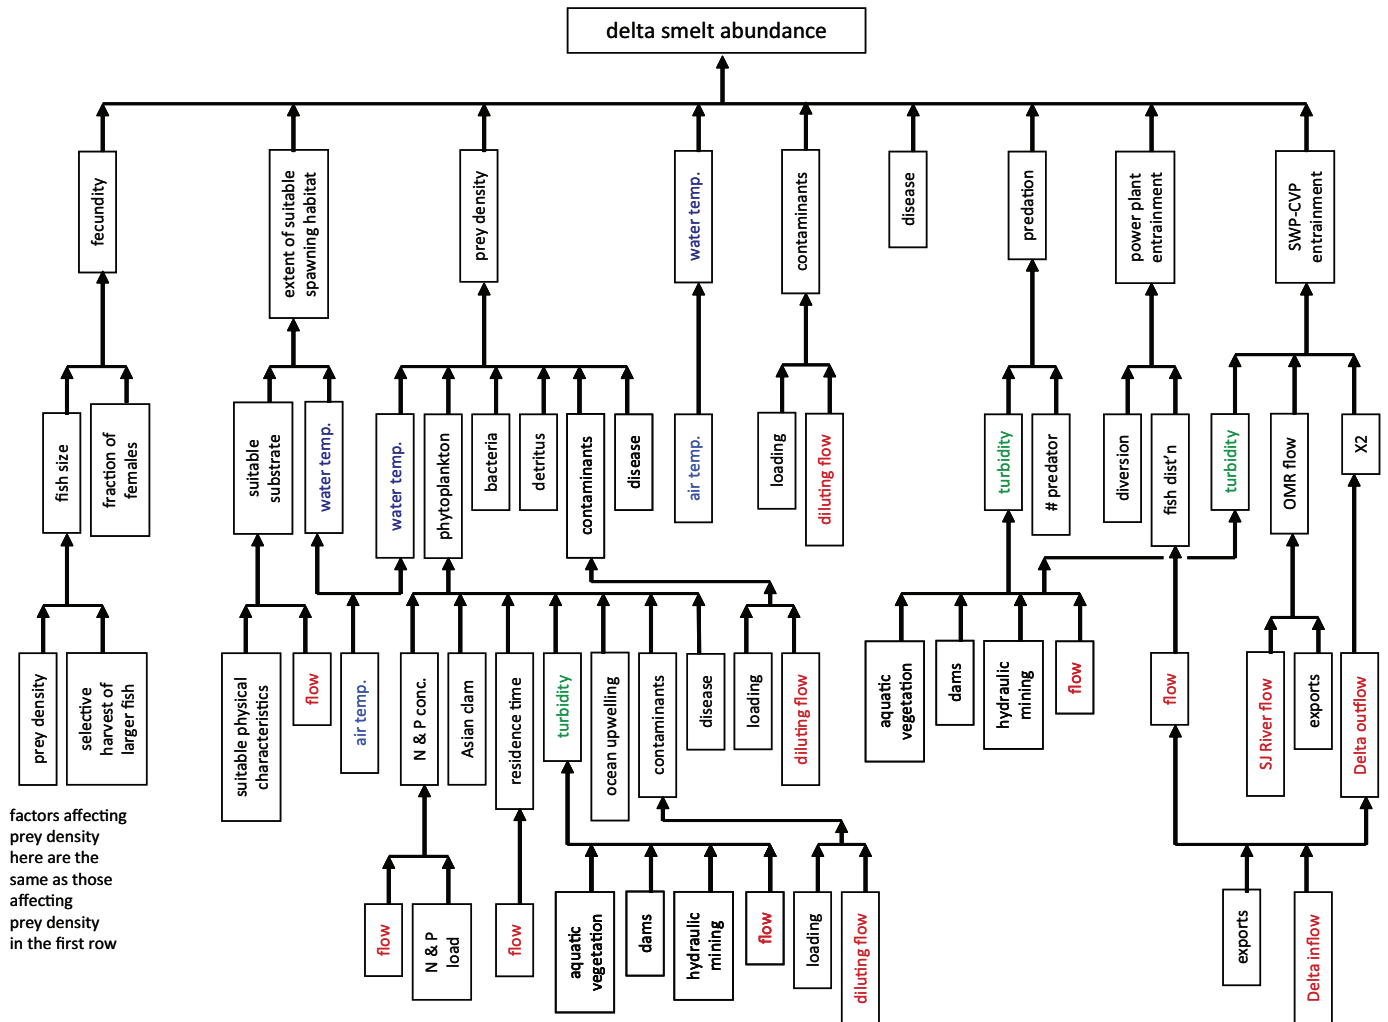 delta smelt abundance
fecundity
extent of suitable
spawning habitat
prey density
water temp.
contaminants
disease
predation
power plant
entrainment
SWP-CVP
entrainment
fish size
fraction of
females
suitable
substrate
water temp.
water temp.
phytoplankton
bacteria
detritus
contaminants
disease
air temp.
loading
diluting flow
turbidity
# predator
diversion
fish dist'n
turbidity
OMR flow
X2
prey density
selective
harvest of
larger fish
suitable physical
characteristics
flow
air temp.
N & P conc.
Asian clam
residence time
turbidity
ocean upwelling
contaminants
disease
loading
diluting flow
aquatic
vegetation
dams
hydraulic
mining
flow
flow
SJ River flow
exports
Delta outflow
factors affecting
prey density
here are the
same as those
affecting
prey density
in the first row
flow
N & P
load
flow
aquatic
vegetation
dams
hydraulic
mining
flow
loading
diluting flow
exports
Delta inflow